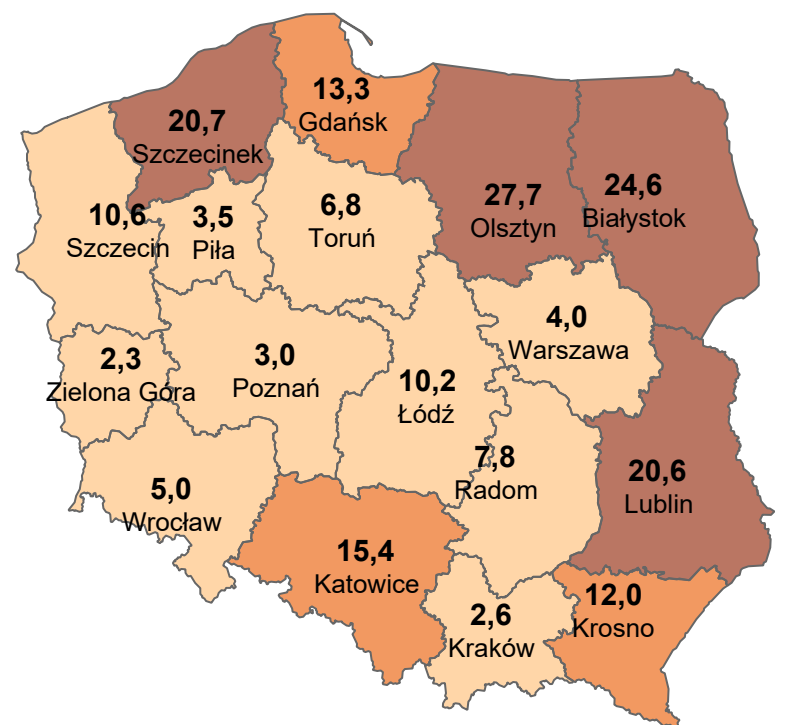 13,3
Gdańsk
20,7
Szczecinek
27,7
Olsztyn
24,6
Białystok
10,6
Szczecin
3,5
Piła
6,8
Toruń
4,0
Warszawa
2,3
Zielona Góra
3,0
Poznań
10,2
Łódź
7,8
Radom
20,6
Lublin
5,0
Wrocław
15,4
Katowice
2,6
Kraków
12,0
Krosno